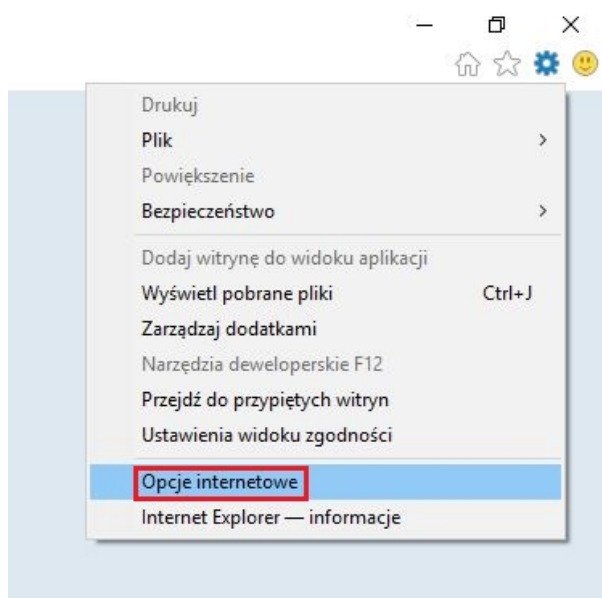 Drukuj
Plik
Powiększenie
Bezpieczeństwo
Dodaj witrynę do widoku aplikacji
Wyświetl pobrane pliki Ctrl+J
Zarządzaj dodatkami
Narzędzia deweloperskie F12
Przejdź do przypiętych witryn
Ustawienia widoku zgodności
Opcje internetowe
Internet Explorer — informacje